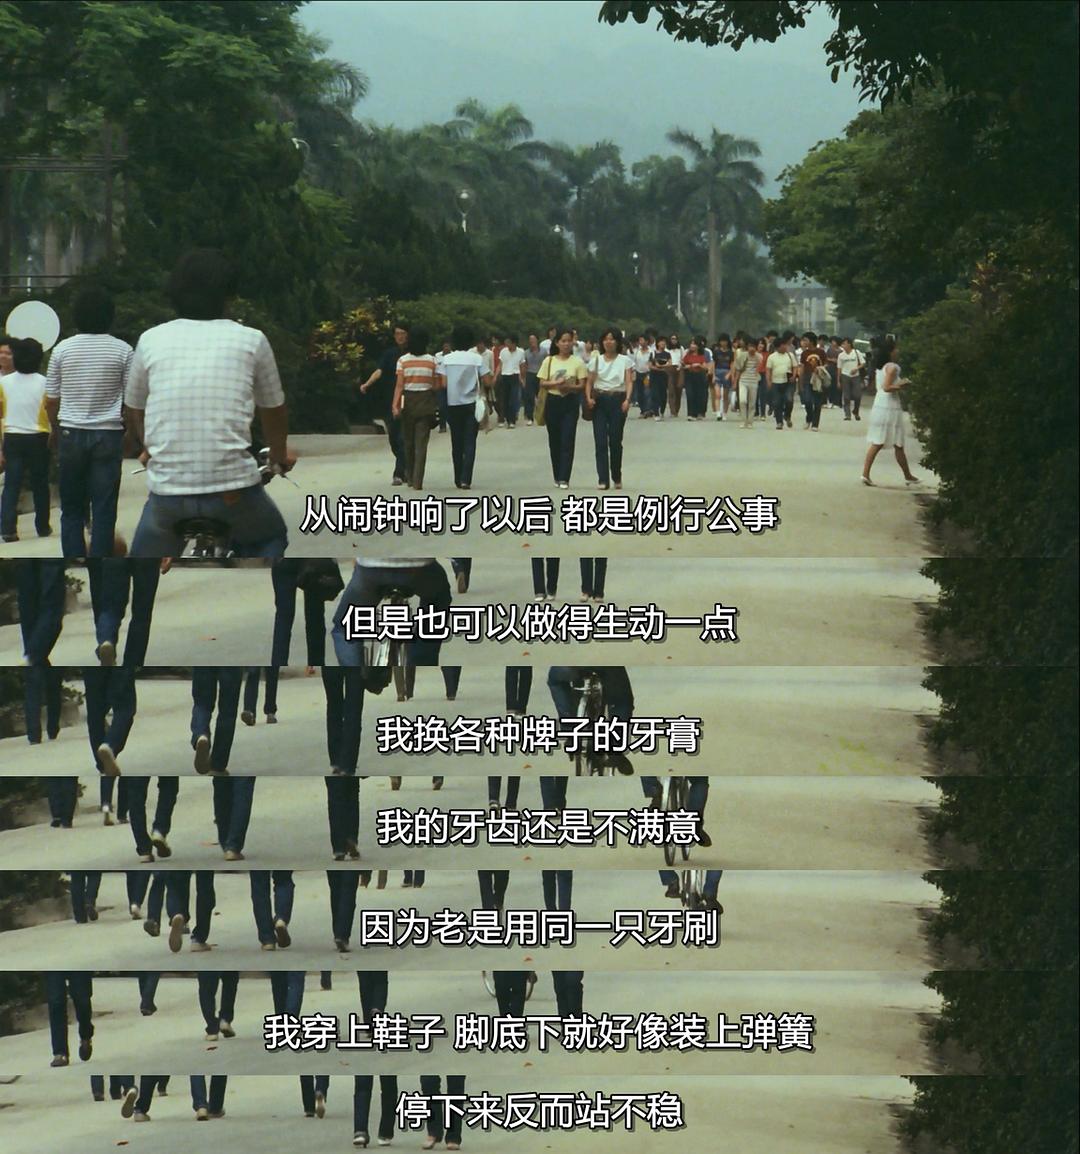 从闹钟响了以后 都是例行公事
但是也可以做得生动一点
我换各种牌子的牙膏
我的牙齿还是不满意
因为老是用同一只牙刷
我穿上鞋子 脚底下就好像装上弹簧
停下来反而站不稳